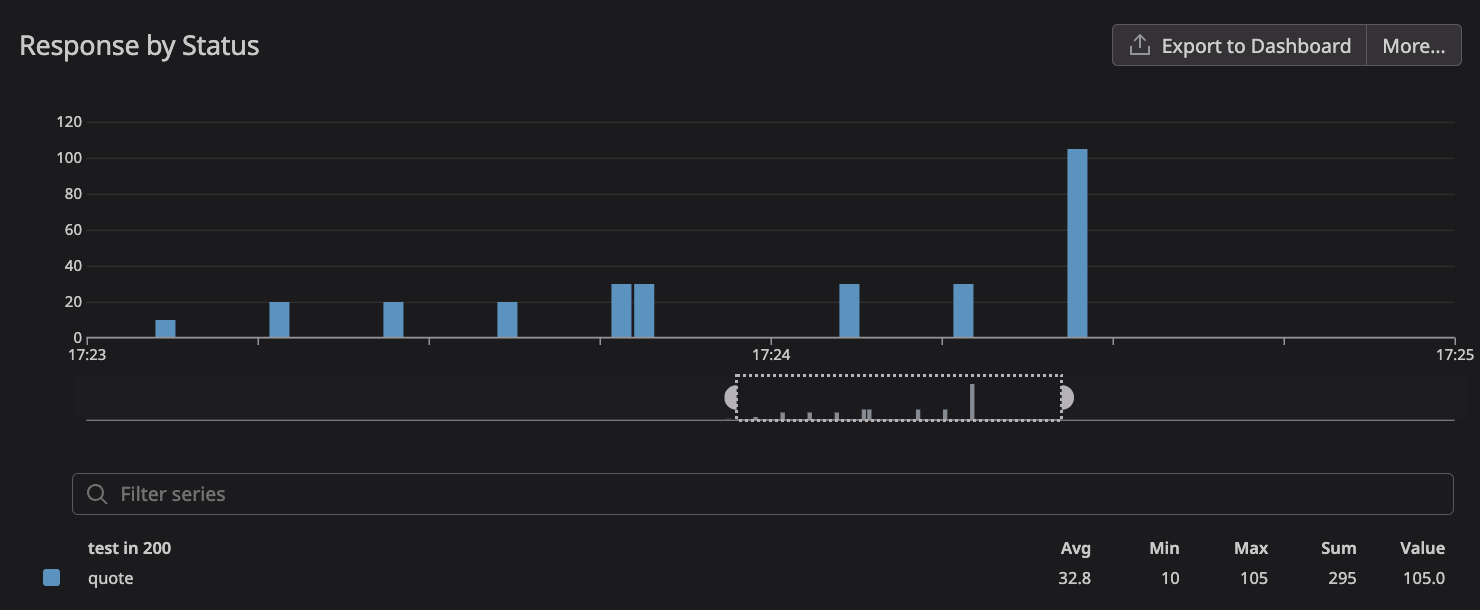 Response by Status
Export to Dashboard More...
120
100
80
60
40
20
0
17:23 17:24 17:25
Filter series
test in 200 Avg Min Max Sum Value
quote 32.8 10 105 295 105.0